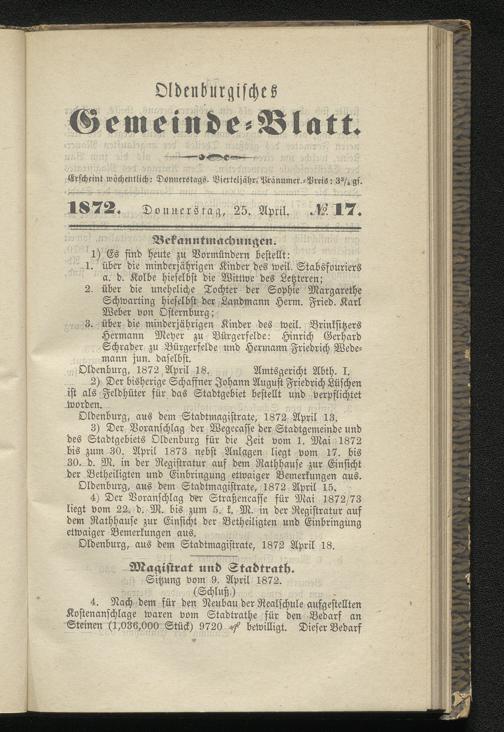 Oldenburgisches
Gemeinde-Blatt.
Erscheint wöchentlich: Donnerstags. Vierteljähr. Pränumer.-Preis: 3¾ gs.
1872. Donnerstag, 25. April. № 17.
Bekanntmachungen.
1) Es sind heute zu Vormündern bestellt:
1. über die minderjährigen Kinder des weil. Stabsfouriers
a. d. Kolbe hieselbst die Wittwe des Letzteren;
2. über die uneheliche Tochter der Sophie Margarethe
Schwarting hieselbst der Landmann Herm. Fried. Karl
Weber von Osternburg;
3. über die minderjährigen Kinder des weil. Brinksitzers
Hermann Meyer zu Bürgerfelde: Hinrich Gerhard
Schrader zu Bürgerfelde und Hermann Friedrich Wede-
mann jun. daselbst.
Oldenburg, 1872 April 18. Amtsgericht Abth. I.
2) Der bisherige Schaffner Johann August Friedrich Lüschen
ist als Feldhüter für das Stadtgebiet bestellt und verpflichtet
worden.
Oldenburg, aus dem Stadtmagistrate, 1872 April 13.
3) Der Voranschlag der Wegecasse der Stadtgemeinde und
des Stadtgebiets Oldenburg für die Zeit vom 1. Mai 1872
bis zum 30. April 1873 nebst Anlagen liegt vom 17. bis
30. d. M. in der Registratur auf dem Rathhause zur Einsicht
der Betheiligten und Einbringung etwaiger Bemerkungen aus.
Oldenburg, aus dem Stadtmagistrate, 1872 April 15.
4) Der Voranschlag der Straßencasse für Mai 1872/73
liegt vom 22. d. M. bis zum 5. k. M. in der Registratur auf
dem Rathhause zur Einsicht der Betheiligten und Einbringung
etwaiger Bemerkungen aus.
Oldenburg, aus dem Stadtmagistrate, 1872 April 18.
Magistrat und Stadtrath.
Sitzung vom 9. April 1872.
(Schluß.)
4. Nach dem für den Neubau der Realschule aufgestellten
Kostenanschlage waren vom Stadtrathe für den Bedarf an
Steinen (1,036,000 Stück) 9720 ₰ bewilligt. Dieser Bedarf